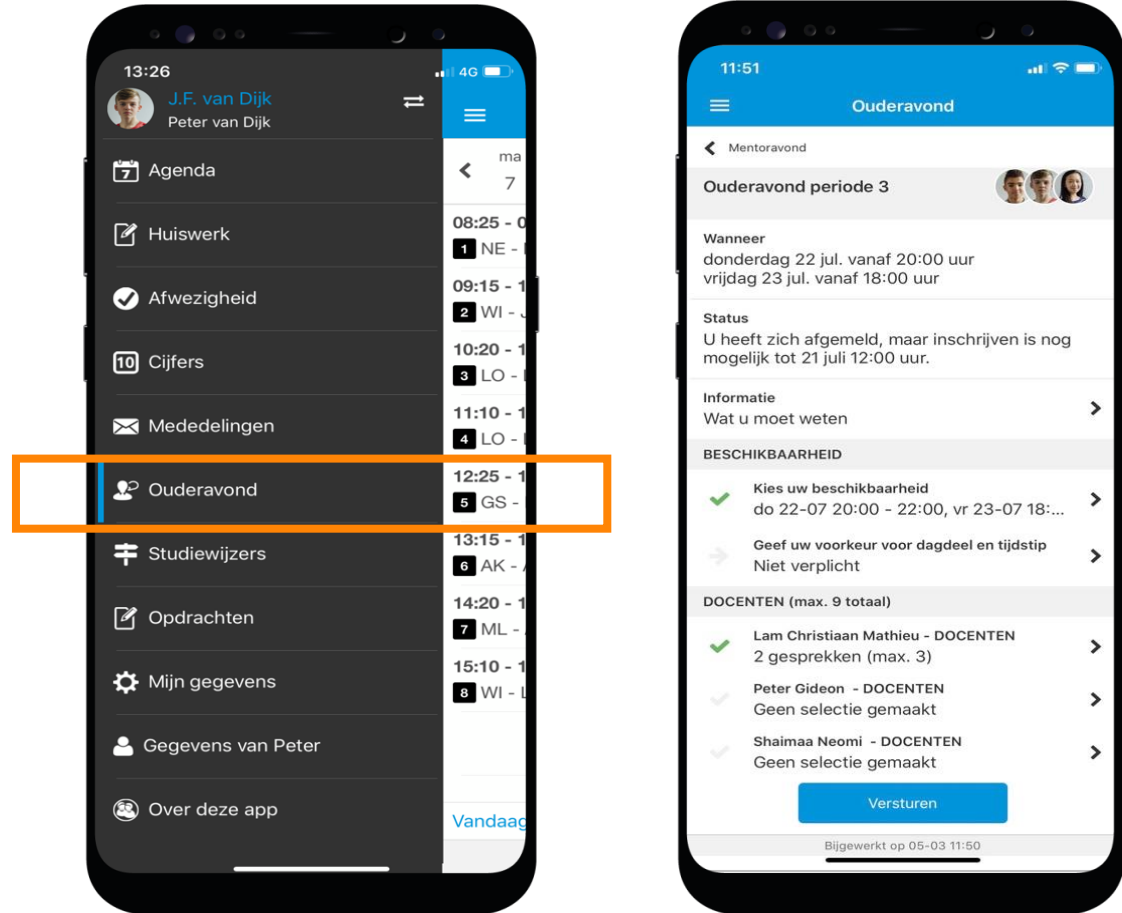 13:26
4G
J.F. van Dijk
Peter van Dijk
7 Agenda
Huiswerk
Afwezigheid
10 Cijfers
Mededelingen
Ouderavond
Studiewijzers
Opdrachten
Mijn gegevens
Gegevens van Peter
Over deze app
ma
7
08:25 - 0
1 NE -
09:15 - 1
2 WI -
10:20 - 1
3 LO -
11:10 - 1
4 LO -
12:25 - 1
5 GS -
13:15 - 1
6 AK -
14:20 - 1
7 ML -
15:10 - 1
8 WI - L
Vandaag
11:51
Ouderavond
Mentoravond
Ouderavond periode 3
Wanneer
donderdag 22 jul. vanaf 20:00 uur
vrijdag 23 jul. vanaf 18:00 uur
Status
U heeft zich afgemeld, maar inschrijven is nog
mogelijk tot 21 juli 12:00 uur.
Informatie
Wat u moet weten
BESCHIKBAARHEID
Kies uw beschikbaarheid
do 22-07 20:00 - 22:00, vr 23-07 18:...
Geef uw voorkeur voor dagdeel en tijdstip
Niet verplicht
DOCENTEN (max. 9 totaal)
Lam Christiaan Mathieu - DOCENTEN
2 gesprekken (max. 3)
Peter Gideon - DOCENTEN
Geen selectie gemaakt
Shaimaa Neomi - DOCENTEN
Geen selectie gemaakt
Versturen
Bijgewerkt op 05-03 11:50